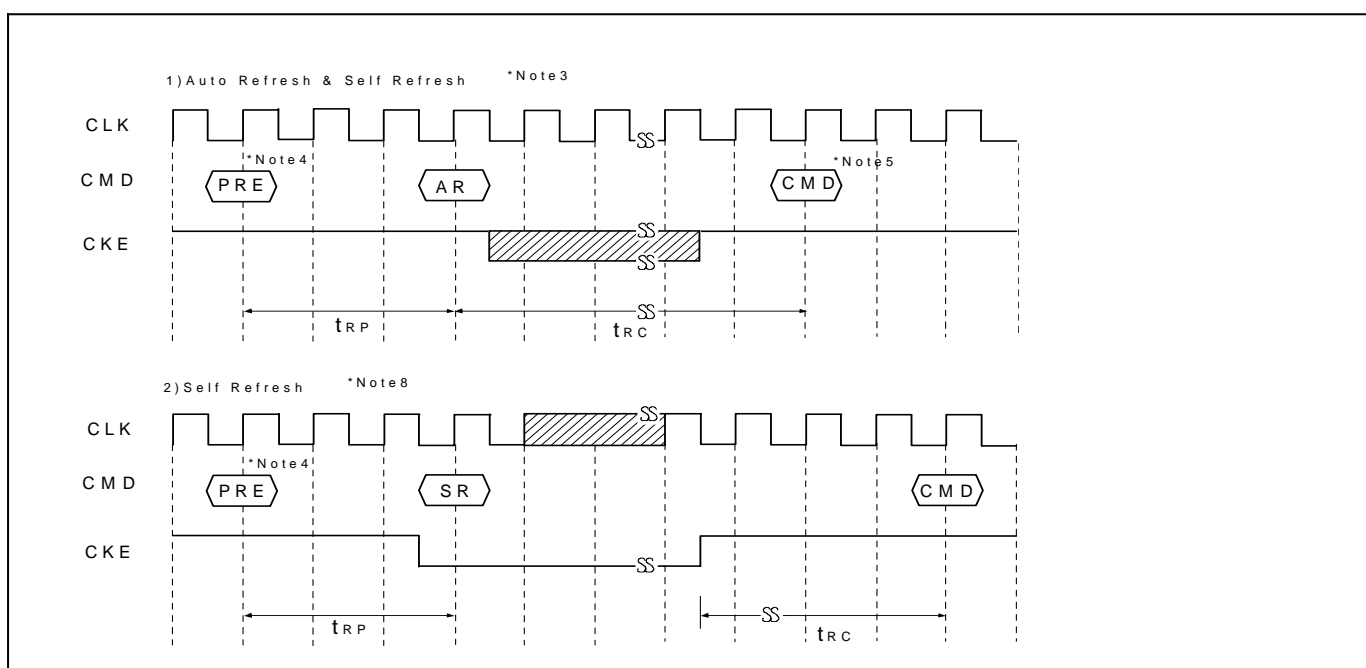 1)Auto Refresh & Self Refresh *Note3
CLK
*Note4 *Note5
CMD PRE AR CMD
CKE
tRP tRC
2)Self Refresh *Note8
CLK
*Note4
CMD PRE SR CMD
CKE
tRP tRC